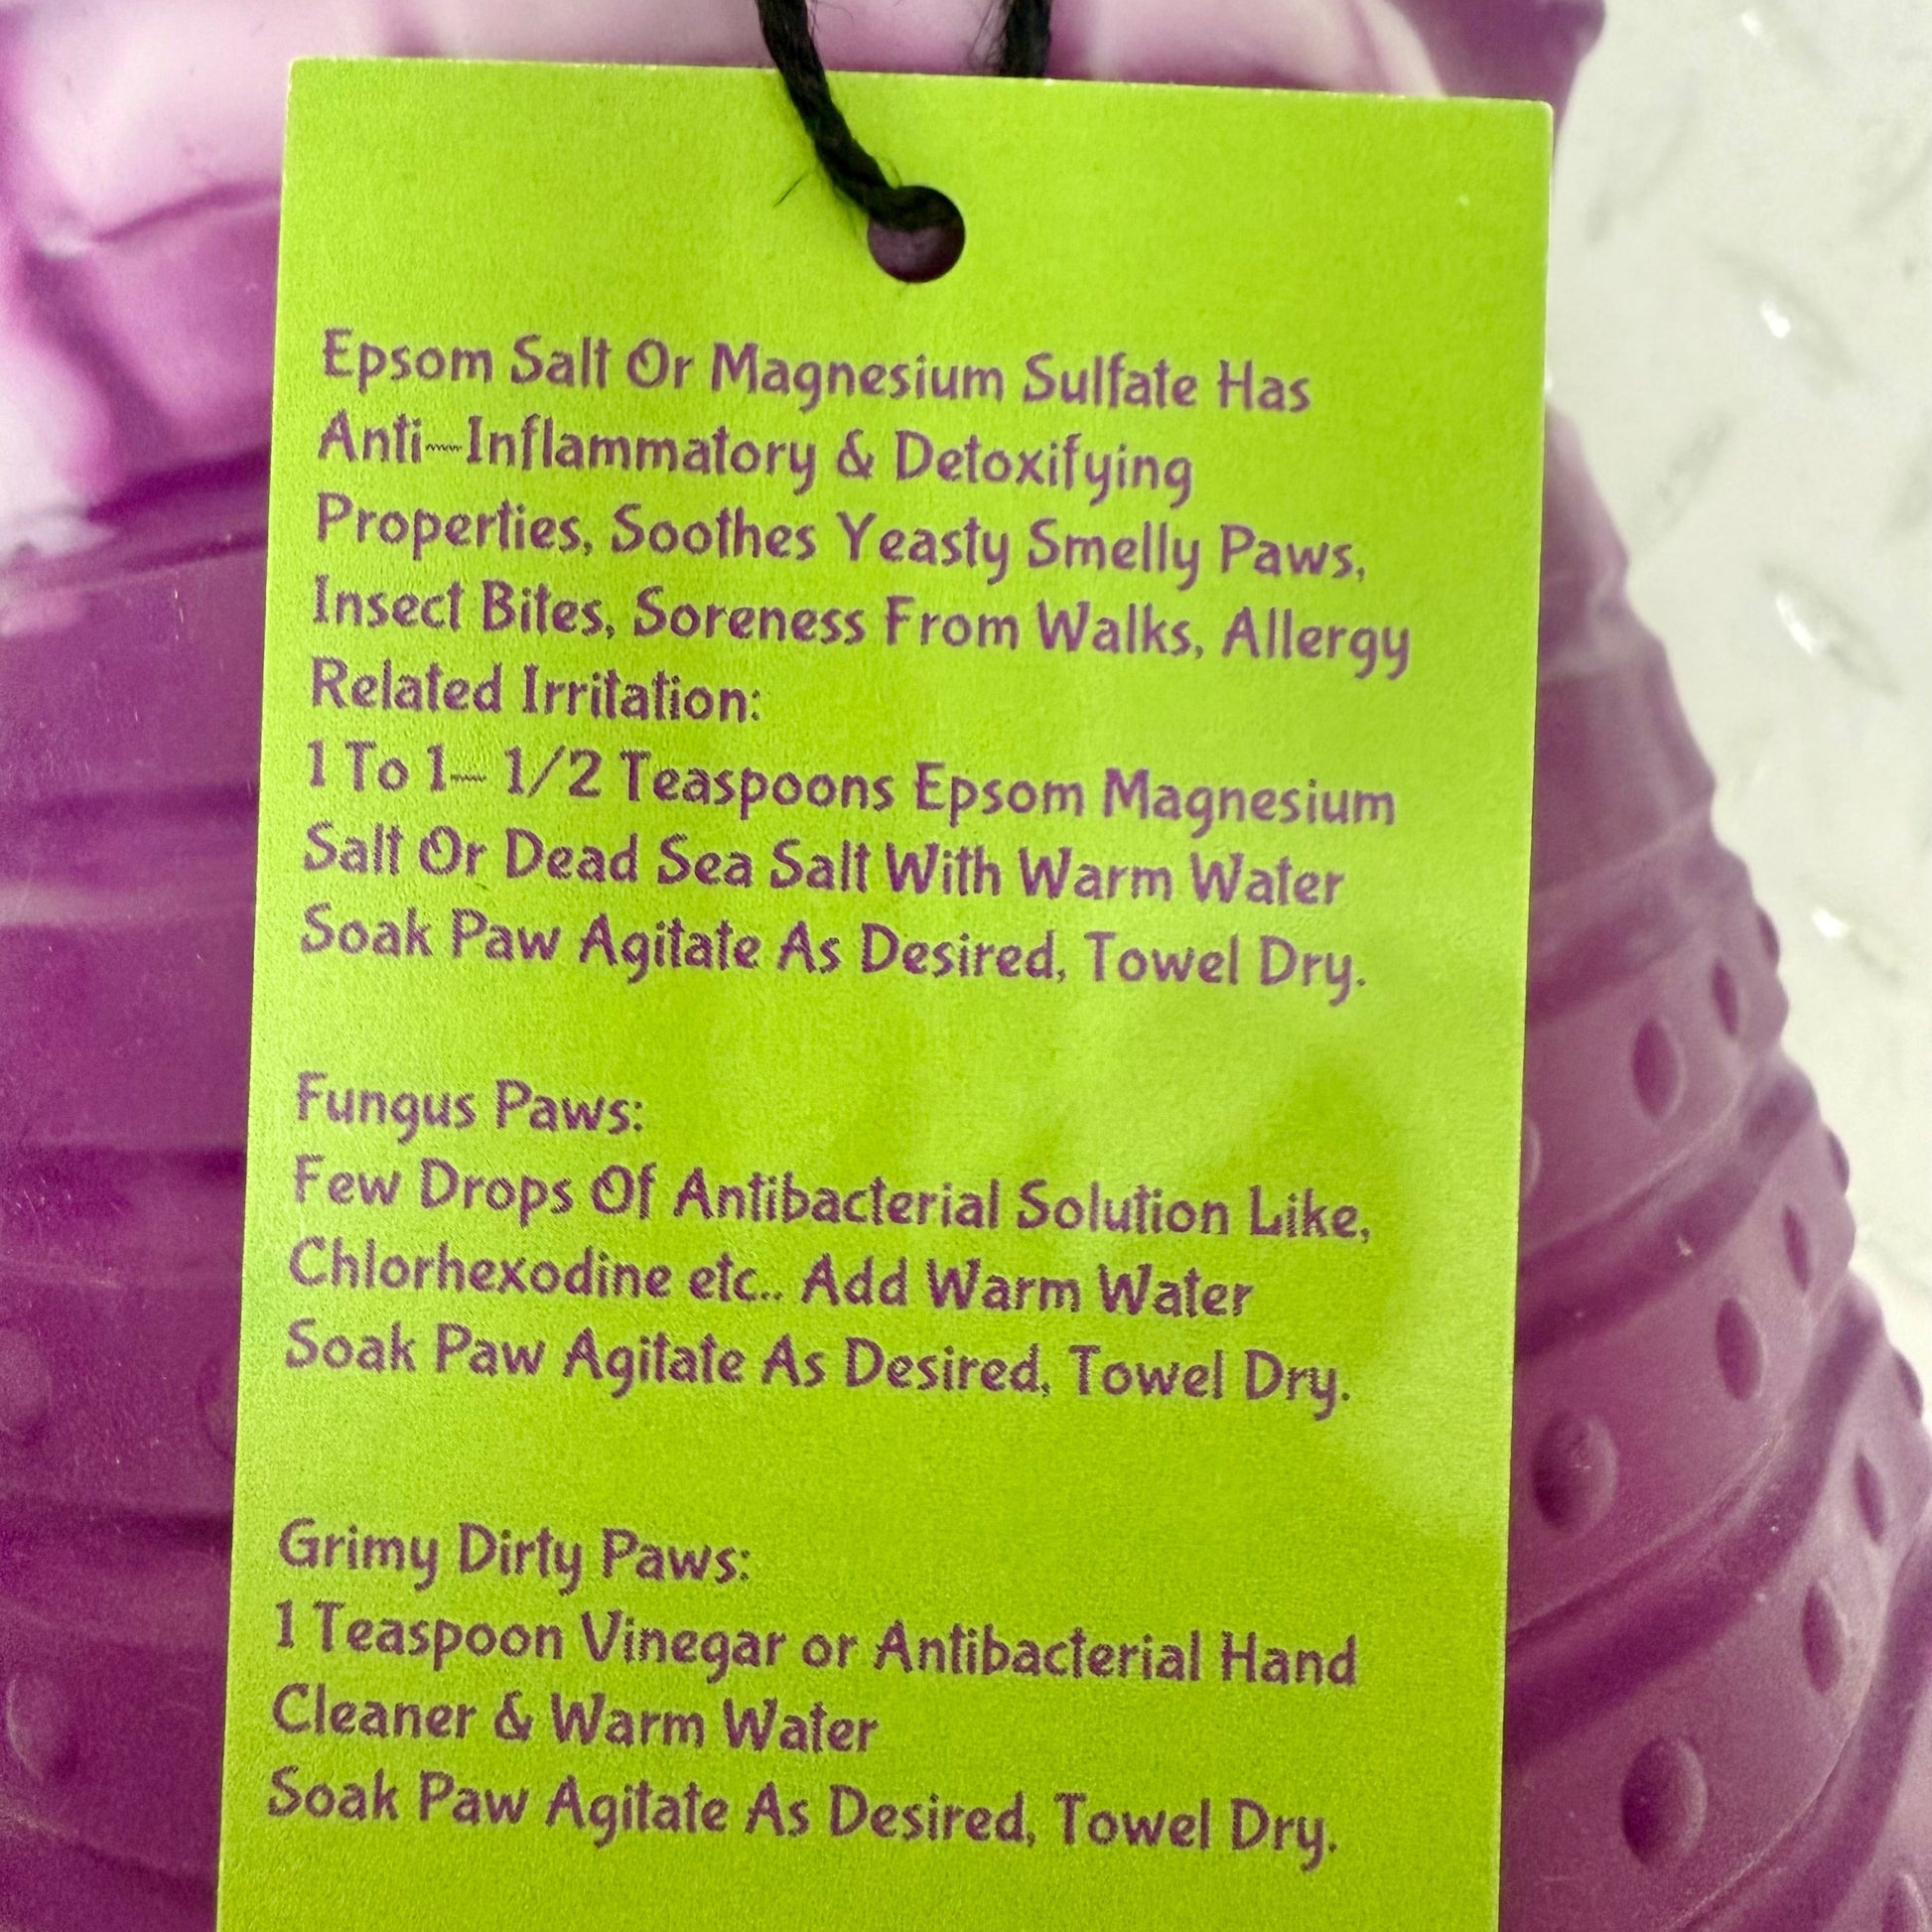 Epsom Salt Or Magnesium Sulfate Has
Anti-Inflammatory & Detoxifying
Properties, Soothes Yeasty Smelly Paws,
Insect Bites, Soreness From Walks, Allergy
Related Irritation:
1 To 1- 1/2 Teaspoons Epsom Magnesium
Salt Or Dead Sea Salt With Warm Water
Soak Paw Agitate As Desired, Towel Dry.
Fungus Paws:
Few Drops Of Antibacterial Solution Like,
Chlorhexodine etc.. Add Warm Water
Soak Paw Agitate As Desired, Towel Dry.
Grimy Dirty Paws:
1 Teaspoon Vinegar or Antibacterial Hand
Cleaner & Warm Water
Soak Paw Agitate As Desired, Towel Dry.